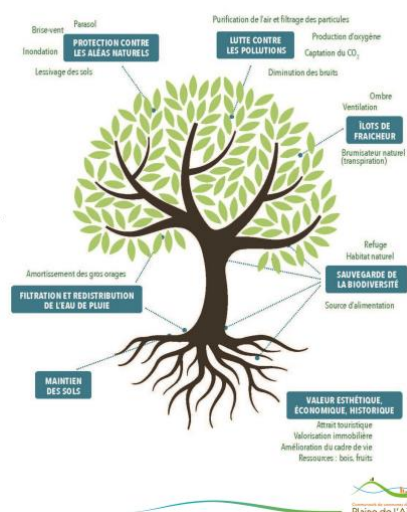 Brise-vent
Parasol
Inondation
PROTECTION CONTRE
LES ALÉAS NATURELS
Lessivage des sols
Purification de l'air et filtrage des particules
LUTTE CONTRE
LES POLLUTIONS
Production d'oxygène
Captation du CO₂
Diminution des bruits
Ombre
Ventilation
ÎLOTS DE
FRAICHEUR
Brumisateur naturel
(transpiration)
Refuge
Habitat naturel
SAUVEGARDE DE
LA BIODIVERSITÉ
Source d'alimentation
Amortissement des gros orages
FILTRATION ET REDISTRIBUTION
DE L'EAU DE PLUIE
MAINTIEN
DES SOLS
VALEUR ESTHÉTIQUE,
ÉCONOMIQUE, HISTORIQUE
Attrait touristique
Valorisation immobilière
Amélioration du cadre de vie
Ressources : bois, fruits
Plaine de l'A